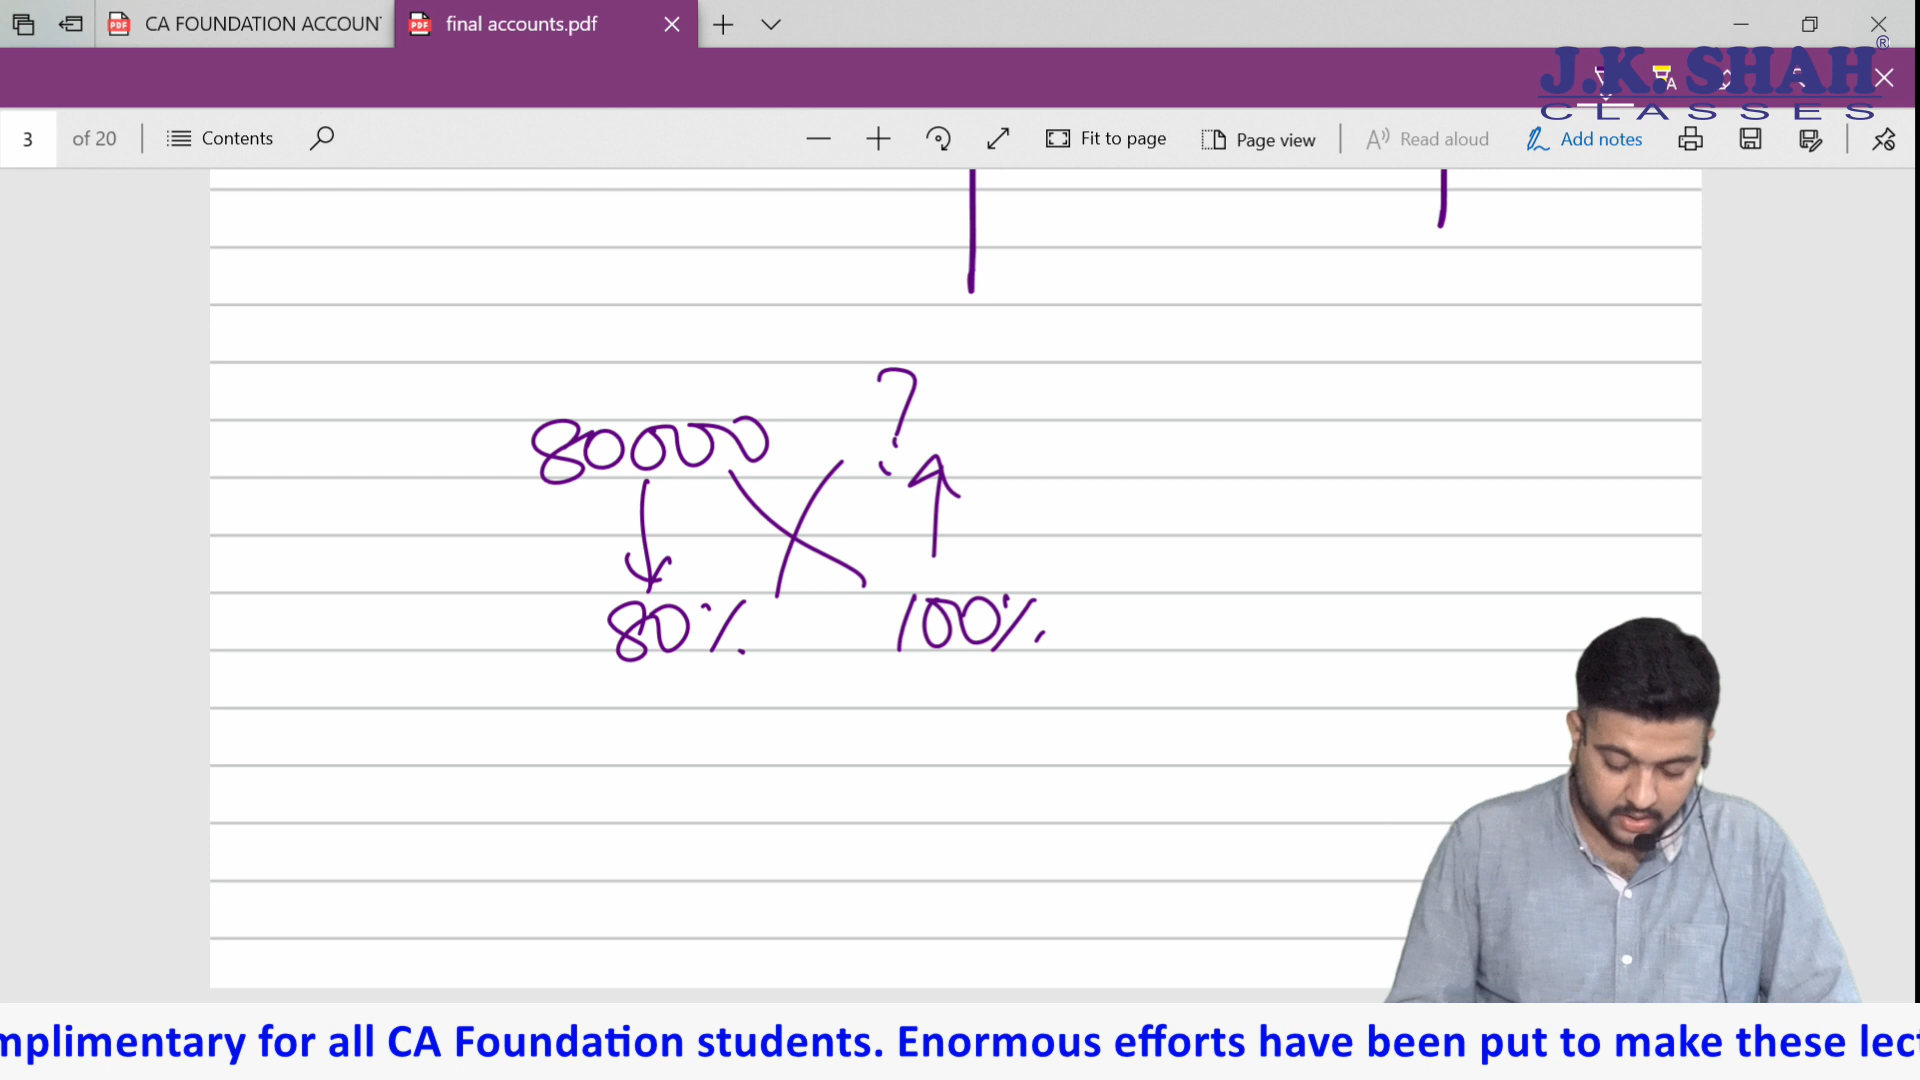 CA FOUNDATION ACCOUN
final accounts.pdf
J.K. SHAH®
CLASSES
3 of 20
Contents
Fit to page
Page view
Read aloud
Add notes
80000 ?
80% 100%
mplimentary for all CA Foundation students. Enormous efforts have been put to make these lect